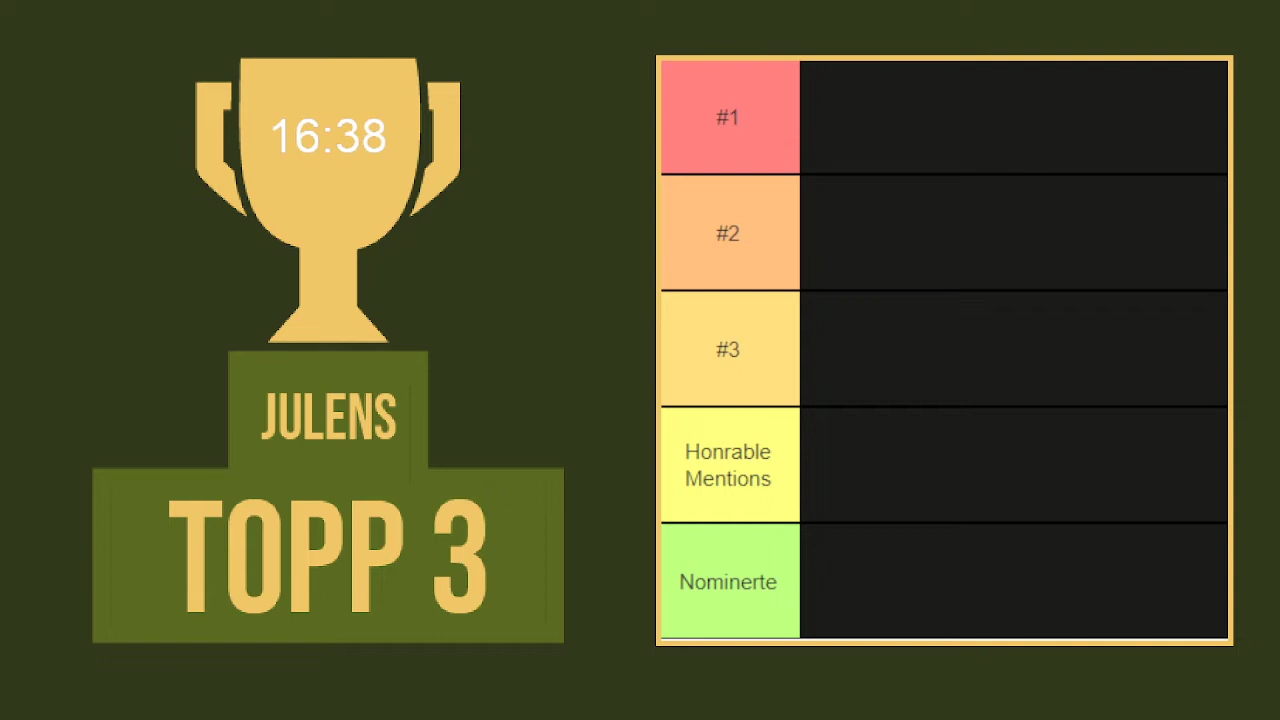 16:38
JULENS
TOPP 3
#1
#2
#3
Honrable
Mentions
Nominerte